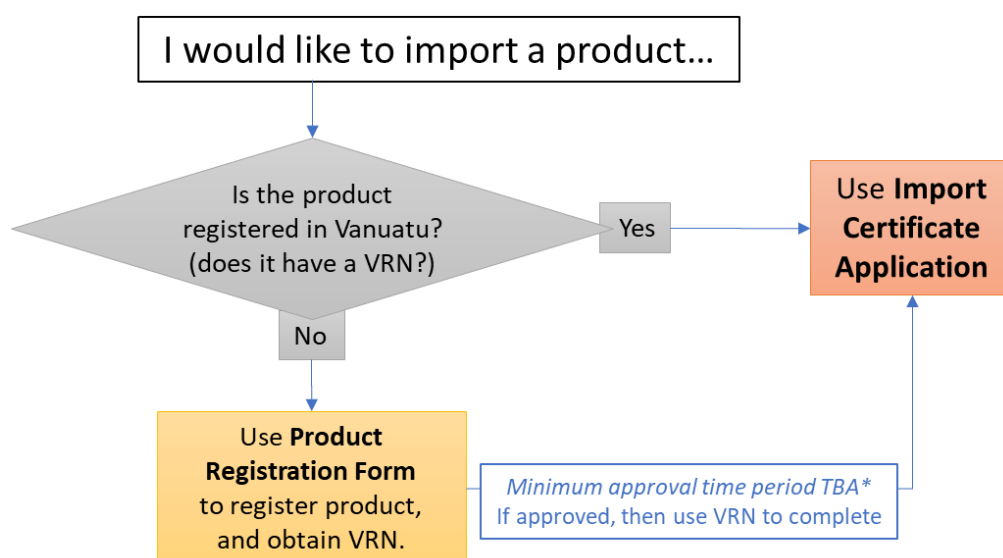 I would like to import a product...
Is the product
registered in Vanuatu?
(does it have a VRN?)
Yes
Use Import
Certificate
Application
No
Use Product
Registration Form
to register product,
and obtain VRN.
Minimum approval time period TBA*
If approved, then use VRN to complete